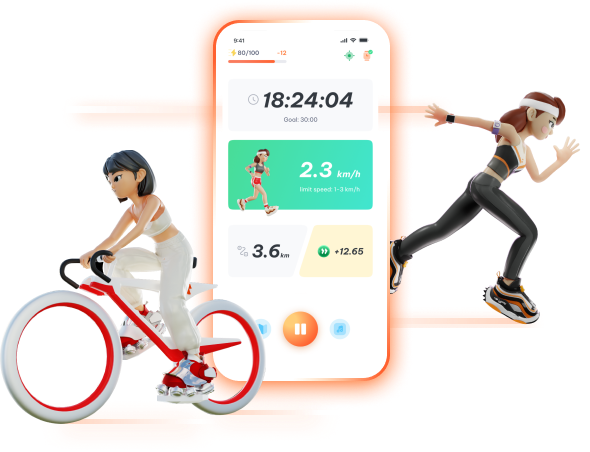 9:41
80/100 -12
18:24:04
Goal: 30:00
2.3 km/h
limit speed: 1-3 km/h
3.6 km
+12.65